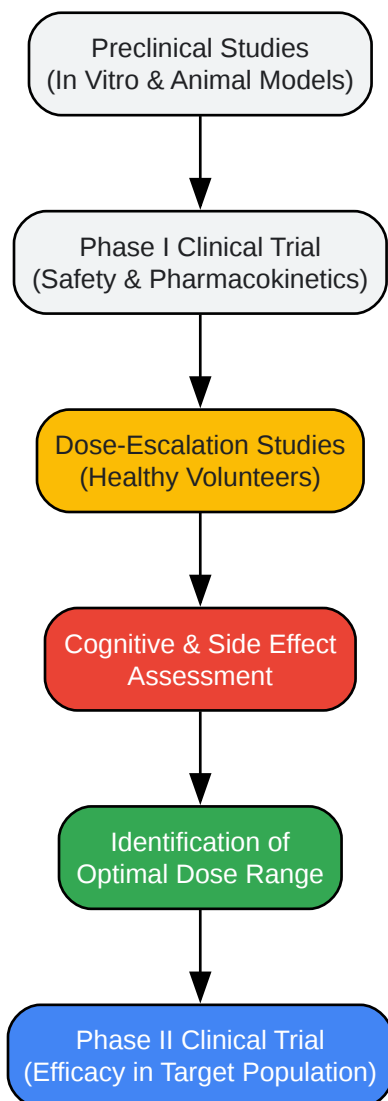 Preclinical Studies
(In Vitro & Animal Models)
Phase I Clinical Trial
(Safety & Pharmacokinetics)
Dose-Escalation Studies
(Healthy Volunteers)
Cognitive & Side Effect
Assessment
Identification of
Optimal Dose Range
Phase II Clinical Trial
(Efficacy in Target Population)